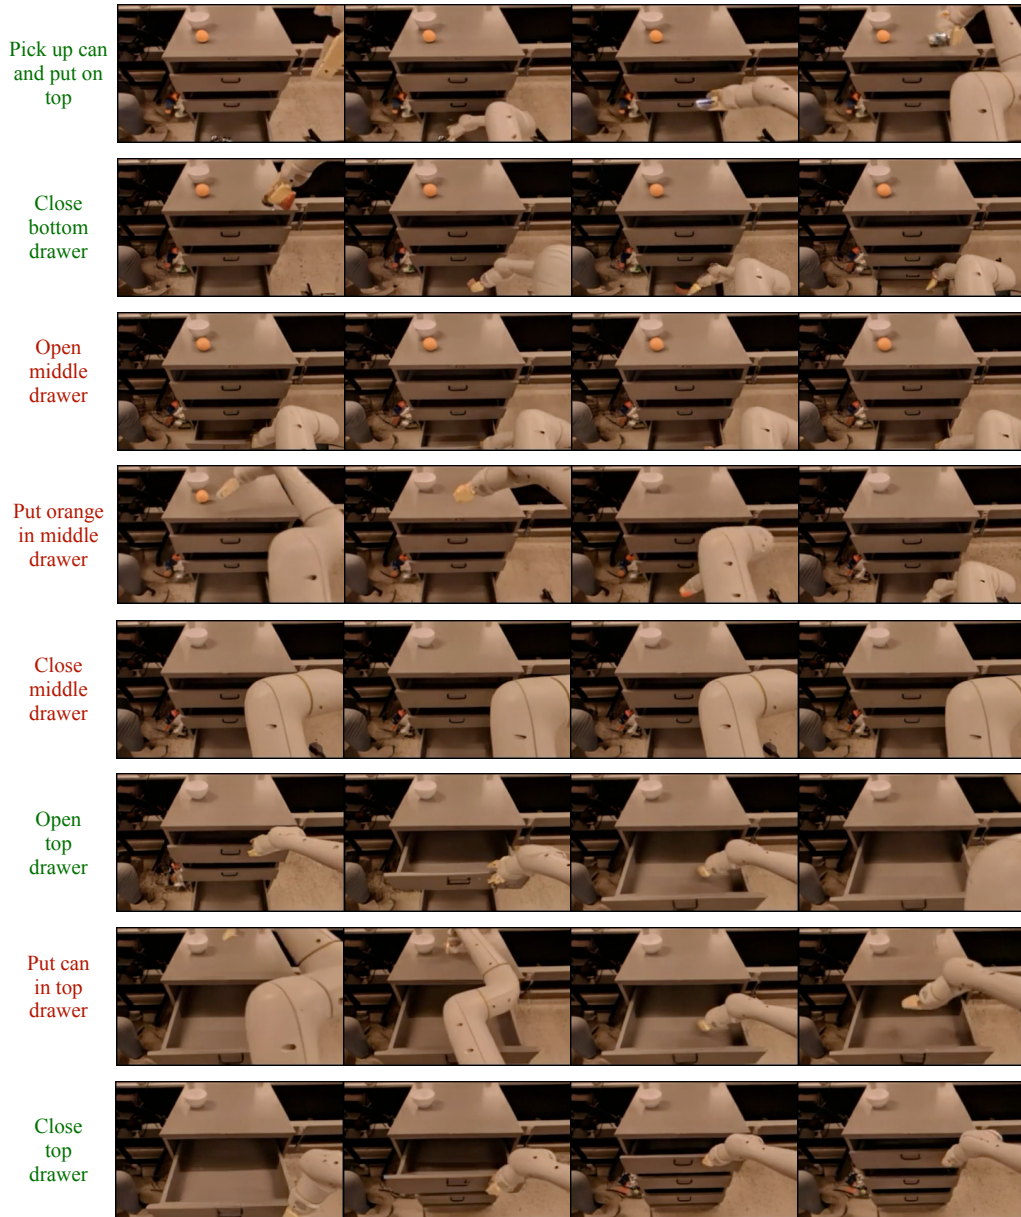 Pick up can
and put on
top
Close
bottom
drawer
Open
middle
drawer
Put orange
in middle
drawer
Close
middle
drawer
Open
top
drawer
Put can
in top
drawer
Close
top
drawer